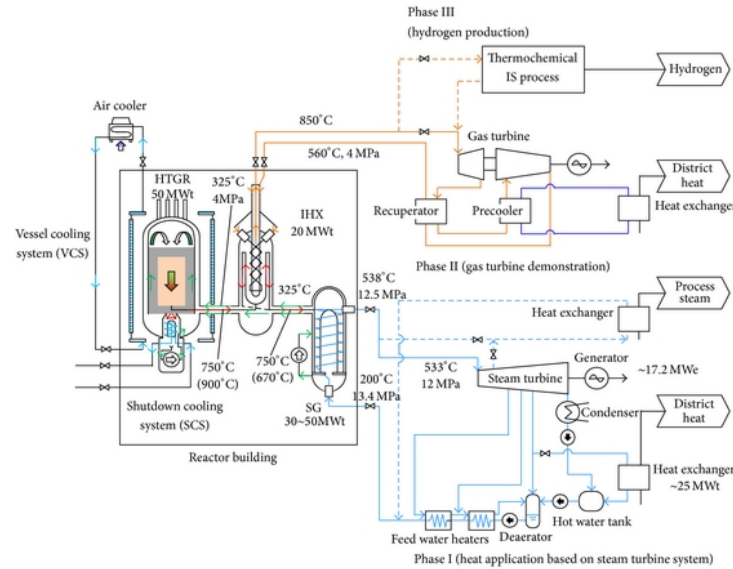 Phase III
(hydrogen production)
Thermochemical
IS process
Hydrogen
Air cooler
850°C
560°C, 4 MPa
Gas turbine
District
heat
Heat exchanger
Recuperator
Precooler
Phase II (gas turbine demonstration)
HTGR
50 MWt
325°C
4MPa
IHX
20 MWt
Vessel cooling
system (VCS)
325°C
538°C
12.5 MPa
750°C
(900°C)
750°C
(670°C)
200°C
13.4 MPa
Shutdown cooling
system (SCS)
SG
30~50MWt
Reactor building
Process
steam
Heat exchanger
533°C
12 MPa
Steam turbine
Generator
~17.2 MWe
Condenser
District
heat
Heat exchanger
~25 MWt
Hot water tank
Feed water heaters
Deaerator
Phase I (heat application based on steam turbine system)